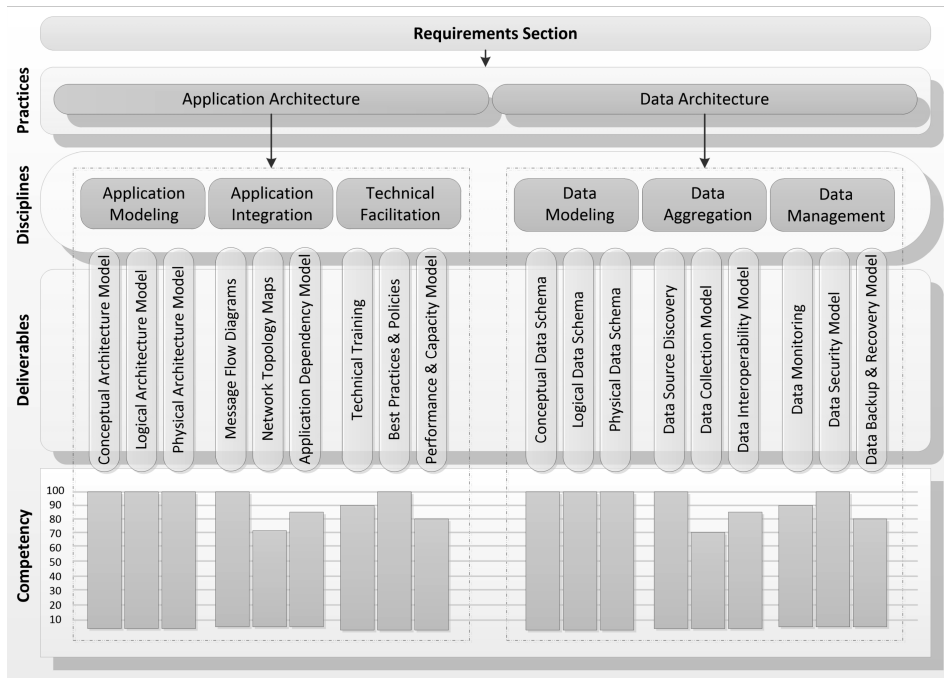 Requirements Section
Practices
Application Architecture
Data Architecture
Disciplines
Application
Modeling
Application
Integration
Technical
Facilitation
Data
Modeling
Data
Aggregation
Data
Management
Deliverables
Conceptual Architecture Model
Logical Architecture Model
Physical Architecture Model
Message Flow Diagrams
Network Topology Maps
Application Dependency Model
Technical Training
Best Practices & Policies
Performance & Capacity Model
Conceptual Data Schema
Logical Data Schema
Physical Data Schema
Data Source Discovery
Data Collection Model
Data Interoperability Model
Data Monitoring
Data Security Model
Data Backup & Recovery Model
Competency
100
90
80
70
60
50
40
30
20
10